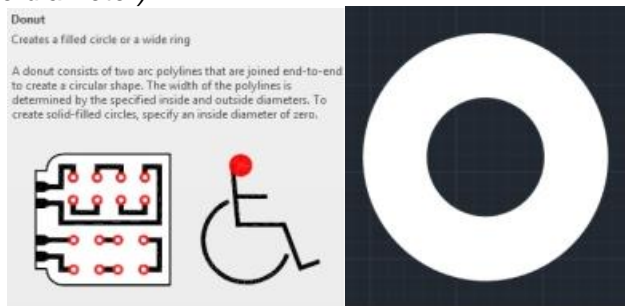 Donut
Creates a filled circle or a wide ring
A donut consists of two arc polylines that are joined end-to-end
to create a circular shape. The width of the polylines is
determined by the specified inside and outside diameters. To
create solid-filled circles, specify an inside diameter of zero.